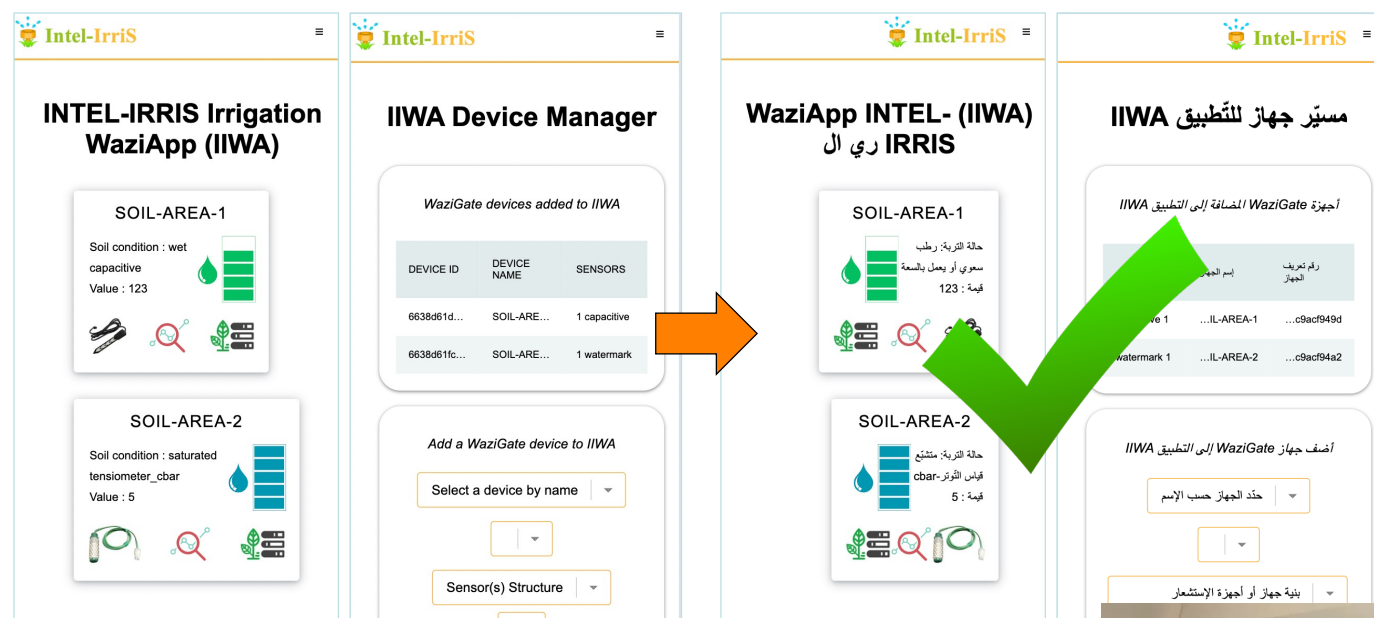 Intel-IrriS
≡
INTEL-IRRIS Irrigation
WaziApp (IIWA)
SOIL-AREA-1
Soil condition : wet
capacitive
Value : 123
SOIL-AREA-2
Soil condition : saturated
tensiometer_cbar
Value : 5
Intel-IrriS
≡
IIWA Device Manager
WaziGate devices added to IIWA
DEVICE ID DEVICE NAME SENSORS
6638d61d... SOIL-ARE... 1 capacitive
6638d61fc... SOIL-ARE... 1 watermark
Add a WaziGate device to IIWA
Select a device by name
Sensor(s) Structure
Intel-IrriS
≡
WaziApp INTEL- (IIWA)
ري ال IRRIS
SOIL-AREA-1
حالة التربة: رطب
سعوي أو يعمل بالسعة
قيمة : 123
SOIL-AREA-2
حالة التربة: متشبّع
قياس التّوتر-cbar
قيمة : 5
Intel-IrriS
≡
مسيّر جهاز للتّطبيق IIWA
أجهزة WaziGate المضافة إلى التطبيق IIWA
رقم تعريف الجهاز إسم
...c9acf949d ...IL-AREA-1 1
...c9acf94a2 ...IL-AREA-2 watermark 1
أضف جهاز WaziGate إلى التطبيق IIWA
حدّد الجهاز حسب الإسم
بنية جهاز أو أجهزة الإستشعار